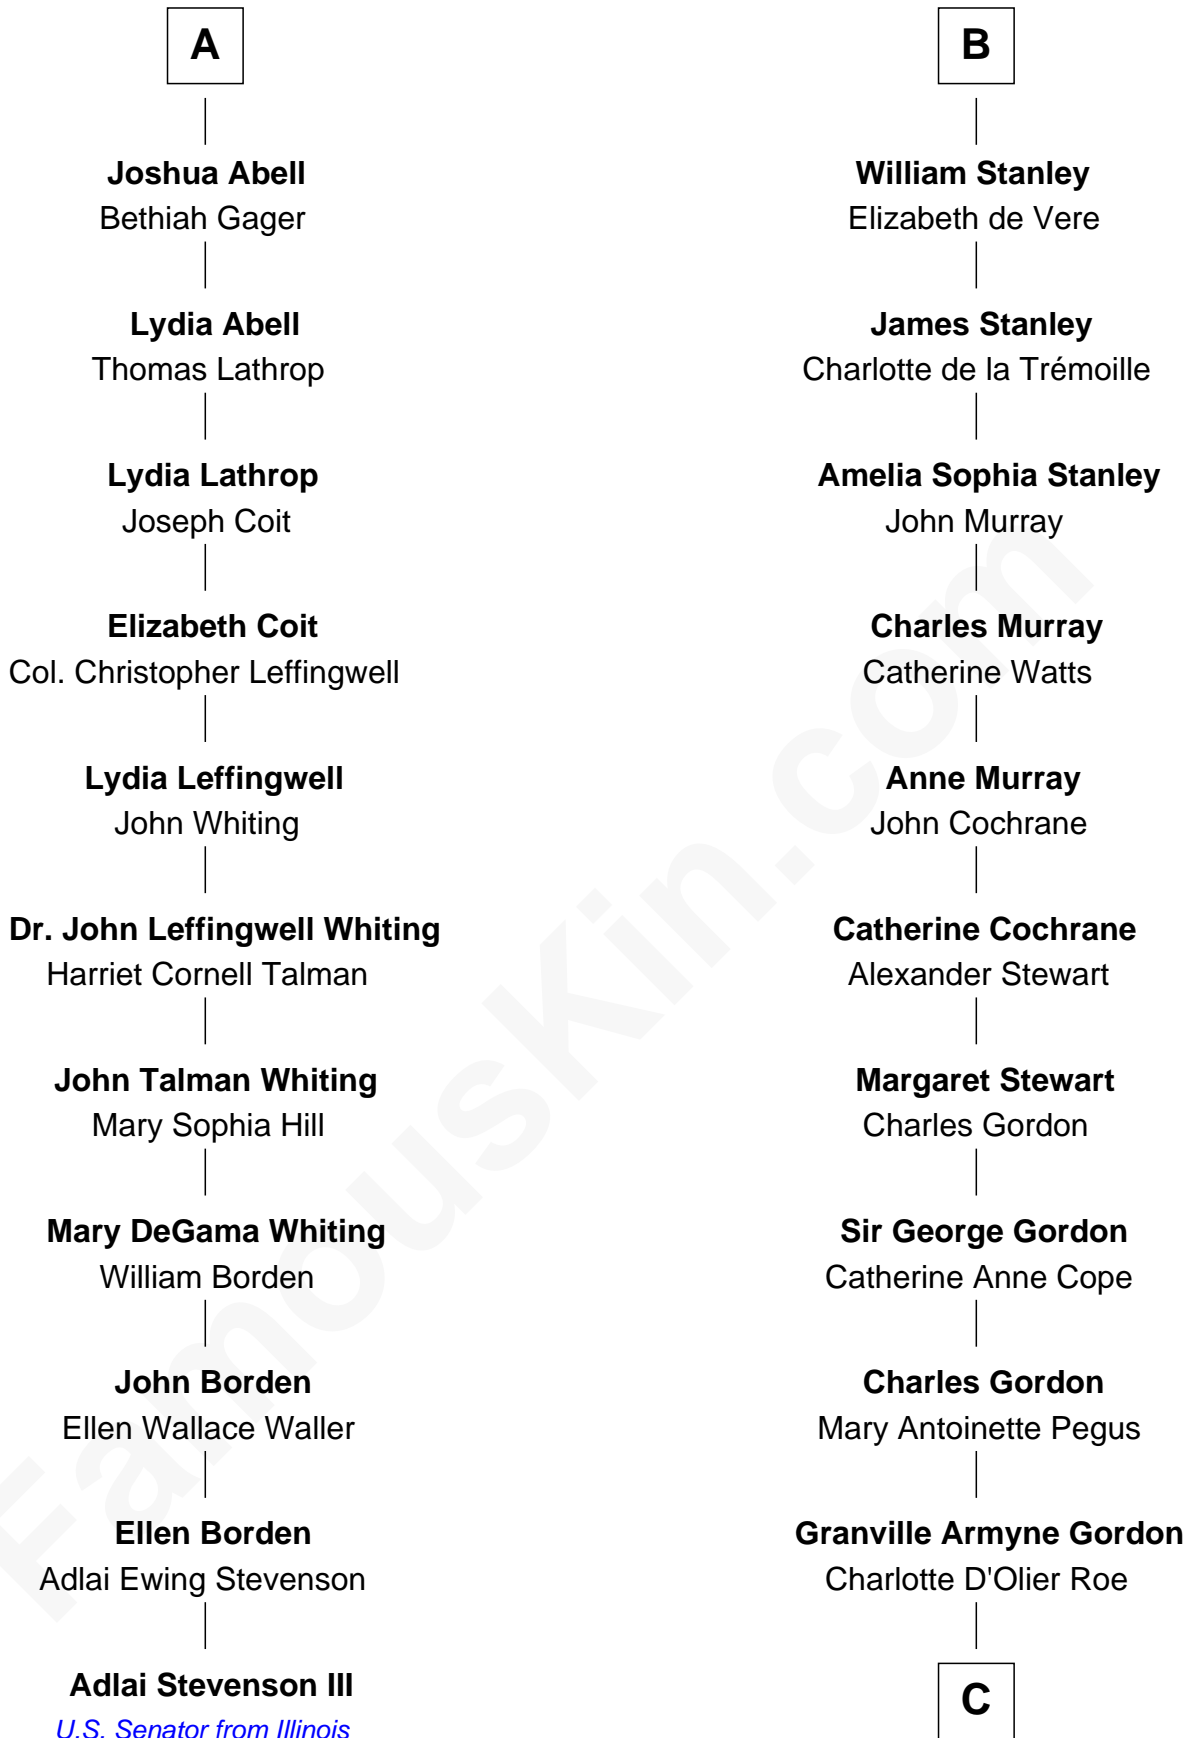 A
Joshua Abell
Bethiah Gager
Lydia Abell
Thomas Lathrop
Lydia Lathrop
Joseph Coit
Elizabeth Coit
Col. Christopher Leffingwell
Lydia Leffingwell
John Whiting
Dr. John Leffingwell Whiting
Harriet Cornell Talman
John Talman Whiting
Mary Sophia Hill
Mary DeGama Whiting
William Borden
John Borden
Ellen Wallace Waller
Ellen Borden
Adlai Ewing Stevenson
Adlai Stevenson III
U.S. Senator from Illinois
B
William Stanley
Elizabeth de Vere
James Stanley
Charlotte de la Trémoille
Amelia Sophia Stanley
John Murray
Charles Murray
Catherine Watts
Anne Murray
John Cochrane
Catherine Cochrane
Alexander Stewart
Margaret Stewart
Charles Gordon
Sir George Gordon
Catherine Anne Cope
Charles Gordon
Mary Antoinette Pegus
Granville Armyne Gordon
Charlotte D'Olier Roe
C
FamousKin.com